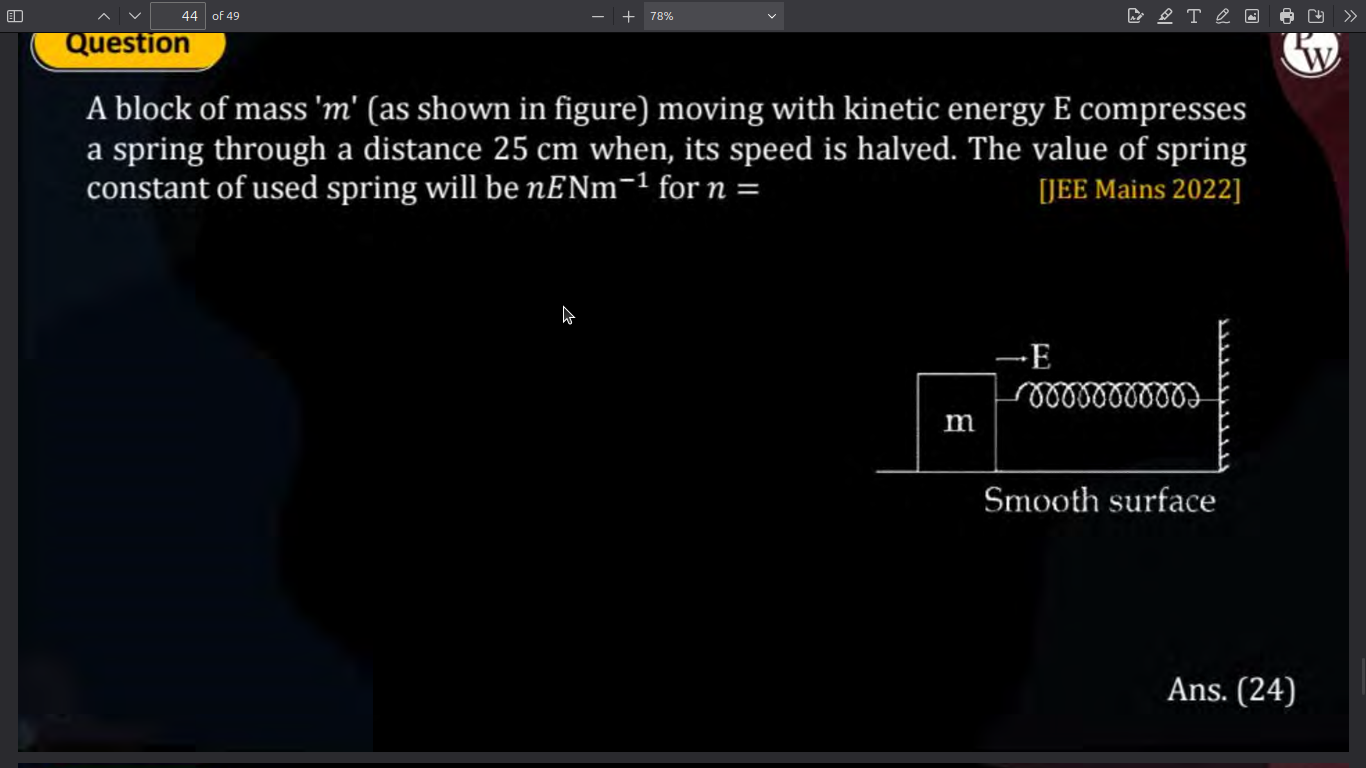 44 of 49 78%
Question
PW
A block of mass 'm' (as shown in figure) moving with kinetic energy E compresses
a spring through a distance 25 cm when, its speed is halved. The value of spring
constant of used spring will be nENm⁻¹ for n =
[JEE Mains 2022]
→E
m
Smooth surface
Ans. (24)